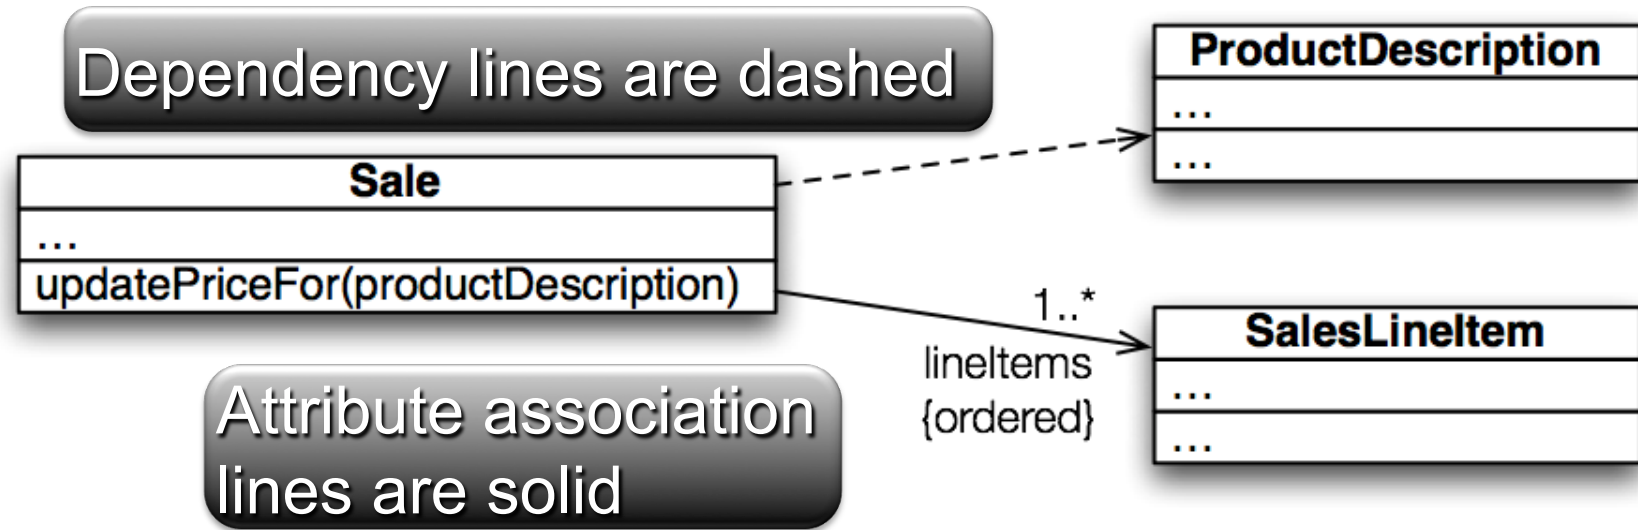 Dependency lines are dashed
ProductDescription
...
...
Sale
...
updatePriceFor(productDescription)
1..*
lineItems
{ordered}
SalesLineItem
...
...
Attribute association
lines are solid